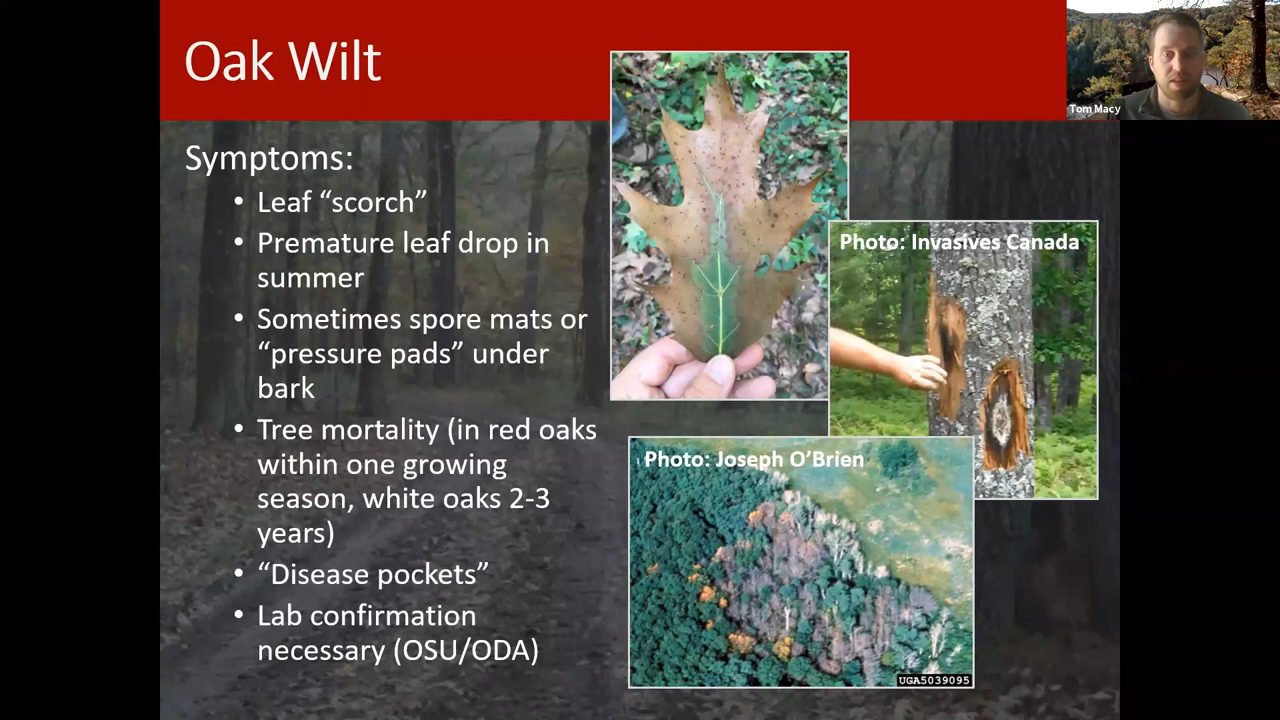 Oak Wilt
Tom Macy
Symptoms:
• Leaf “scorch”
• Premature leaf drop in
summer
• Sometimes spore mats or
“pressure pads” under
bark
• Tree mortality (in red oaks
within one growing
season, white oaks 2-3
years)
• “Disease pockets”
• Lab confirmation
necessary (OSU/ODA)
Photo: Invasives Canada
Photo: Joseph O’Brien
UGA5039095